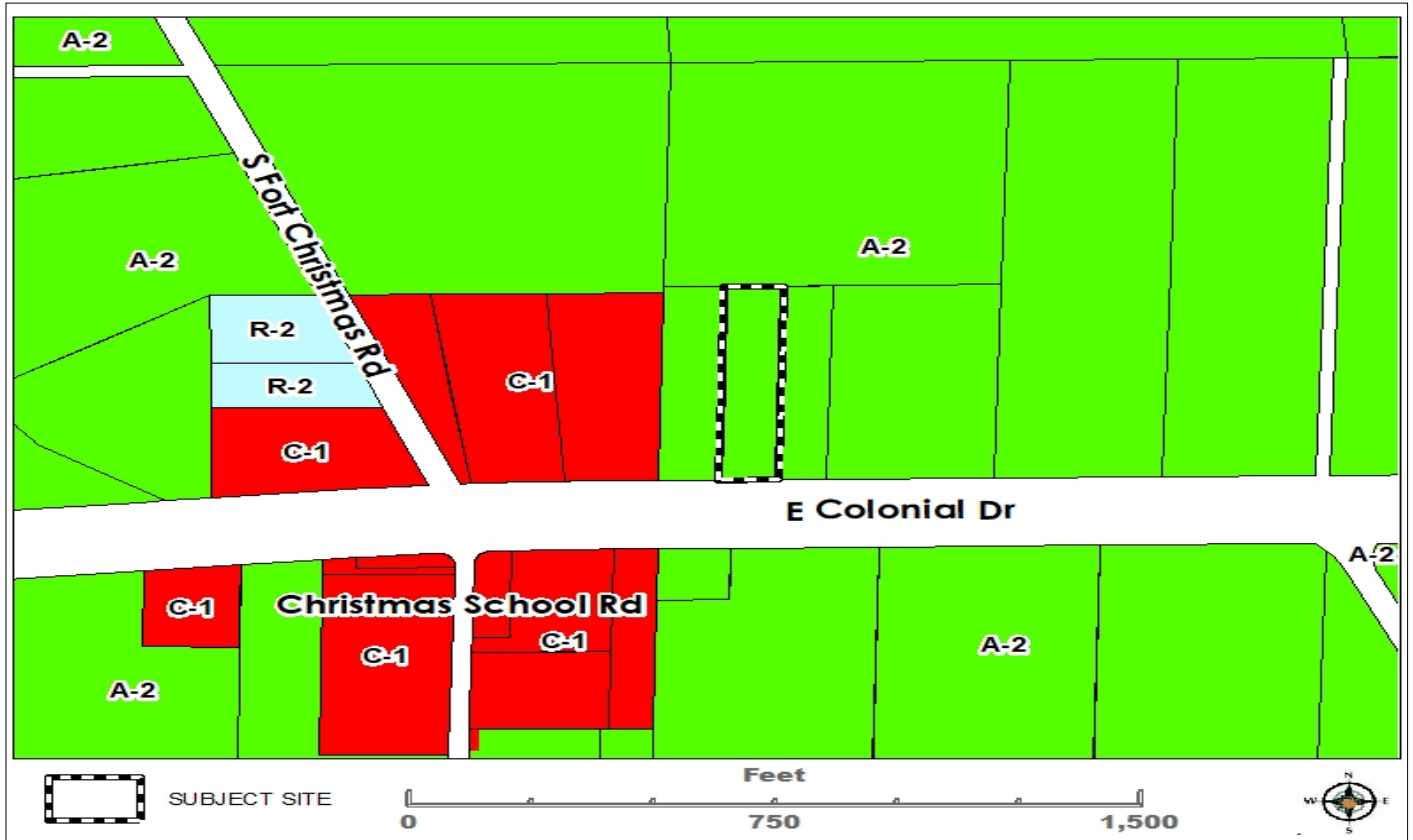 A-2
S Fort Christmas Rd
A-2
A-2
R-2
R-2
C-1
C-1
E Colonial Dr
A-2
C-1
Christmas School Rd
C-1
C-1
A-2
A-2
SUBJECT SITE
Feet
0 750 1,500
N
W E
S